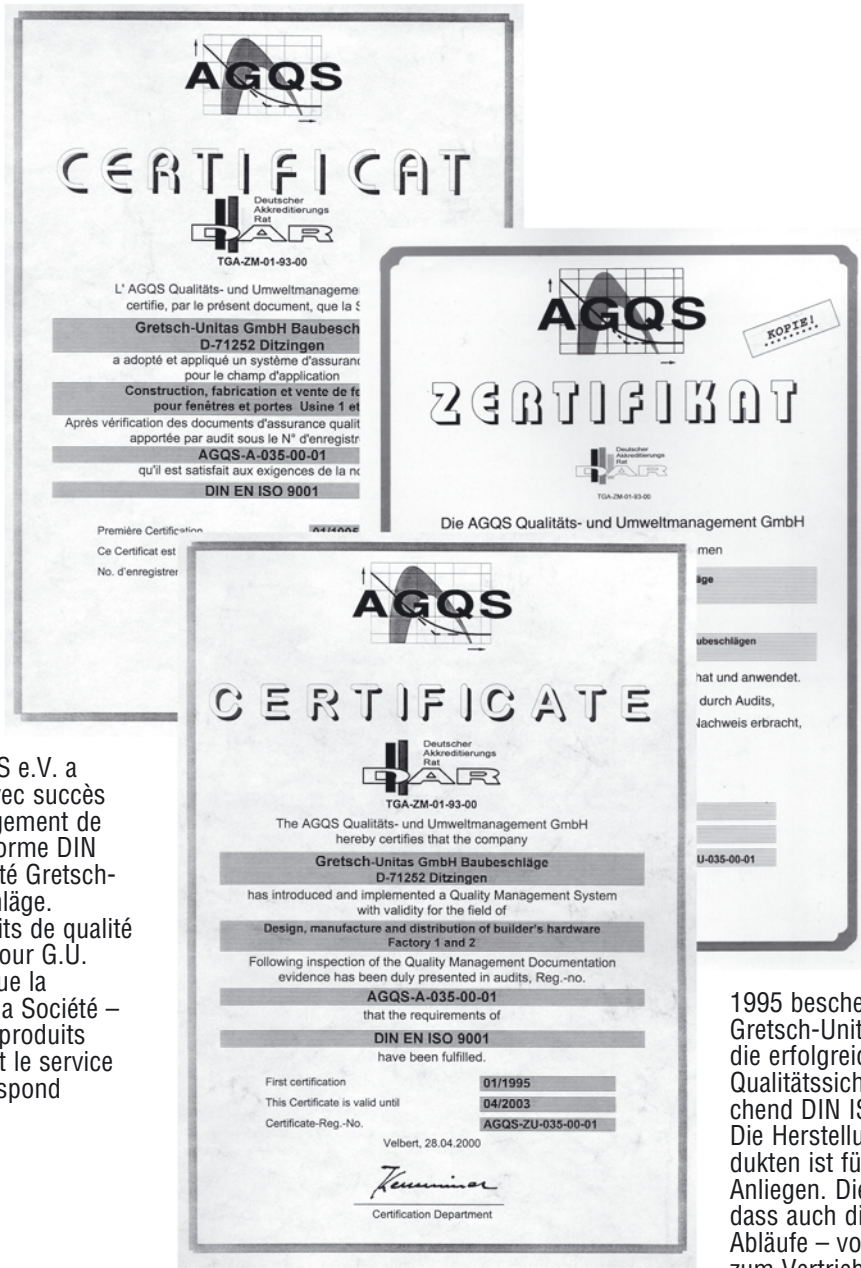 AGQS
CERTIFICAT
Deutscher
Akkreditierungs
Rat
DAR
TGA-ZM-01-93-00
L' AGQS Qualitäts- und Umweltmanageme
certifie, par le présent document, que la S
Gretsch-Unitas GmbH Baubesch
D-71252 Ditzingen
a adopté et appliqué un système d'assuranc
pour le champ d'application
Construction, fabrication et vente de fe
pour fenêtres et portes Usine 1 et
Après vérification des documents d'assurance qualit
apportée par audit sous le N° d'enregistr
AGQS-A-035-00-01
qu'il est satisfait aux exigences de la no
DIN EN ISO 9001
Première Certification 01/1995
Ce Certificat est
No. d'enregistrer
AGQS
KOPIE!
ZERTIFIKAT
Deutscher
Akkreditierungs
Rat
DAR
TGA-ZM-01-93-00
Die AGQS Qualitäts- und Umweltmanagement GmbH
men
äge
ubeschlägen
hat und anwendet.
durch Audits,
Nachweis erbracht,
U-035-00-01
AGQS
CERTIFICATE
Deutscher
Akkreditierungs
Rat
DAR
TGA-ZM-01-93-00
The AGQS Qualitäts- und Umweltmanagement GmbH
hereby certifies that the company
Gretsch-Unitas GmbH Baubeschläge
D-71252 Ditzingen
has introduced and implemented a Quality Management System
with validity for the field of
Design, manufacture and distribution of builder's hardware
Factory 1 and 2
Following inspection of the Quality Management Documentation
evidence has been duly presented in audits, Reg.-no.
AGQS-A-035-00-01
that the requirements of
DIN EN ISO 9001
have been fulfilled.
First certification 01/1995
This Certificate is valid until 04/2003
Certificate-Reg.-No. AGQS-ZU-035-00-01
Velbert, 28.04.2000
Certification Department
S e.V. a
vec succès
gement de
orme DIN
té Gretsch-
läge.
its de qualité
our G.U.
ue la
a Société –
produits
t le service
spond
1995 besche
Gretsch-Unit
die erfolgreic
Qualitätssich
chend DIN IS
Die Herstellu
dukten ist fü
Anliegen. Die
dass auch di
Abläufe – vo
zum Vertrieb